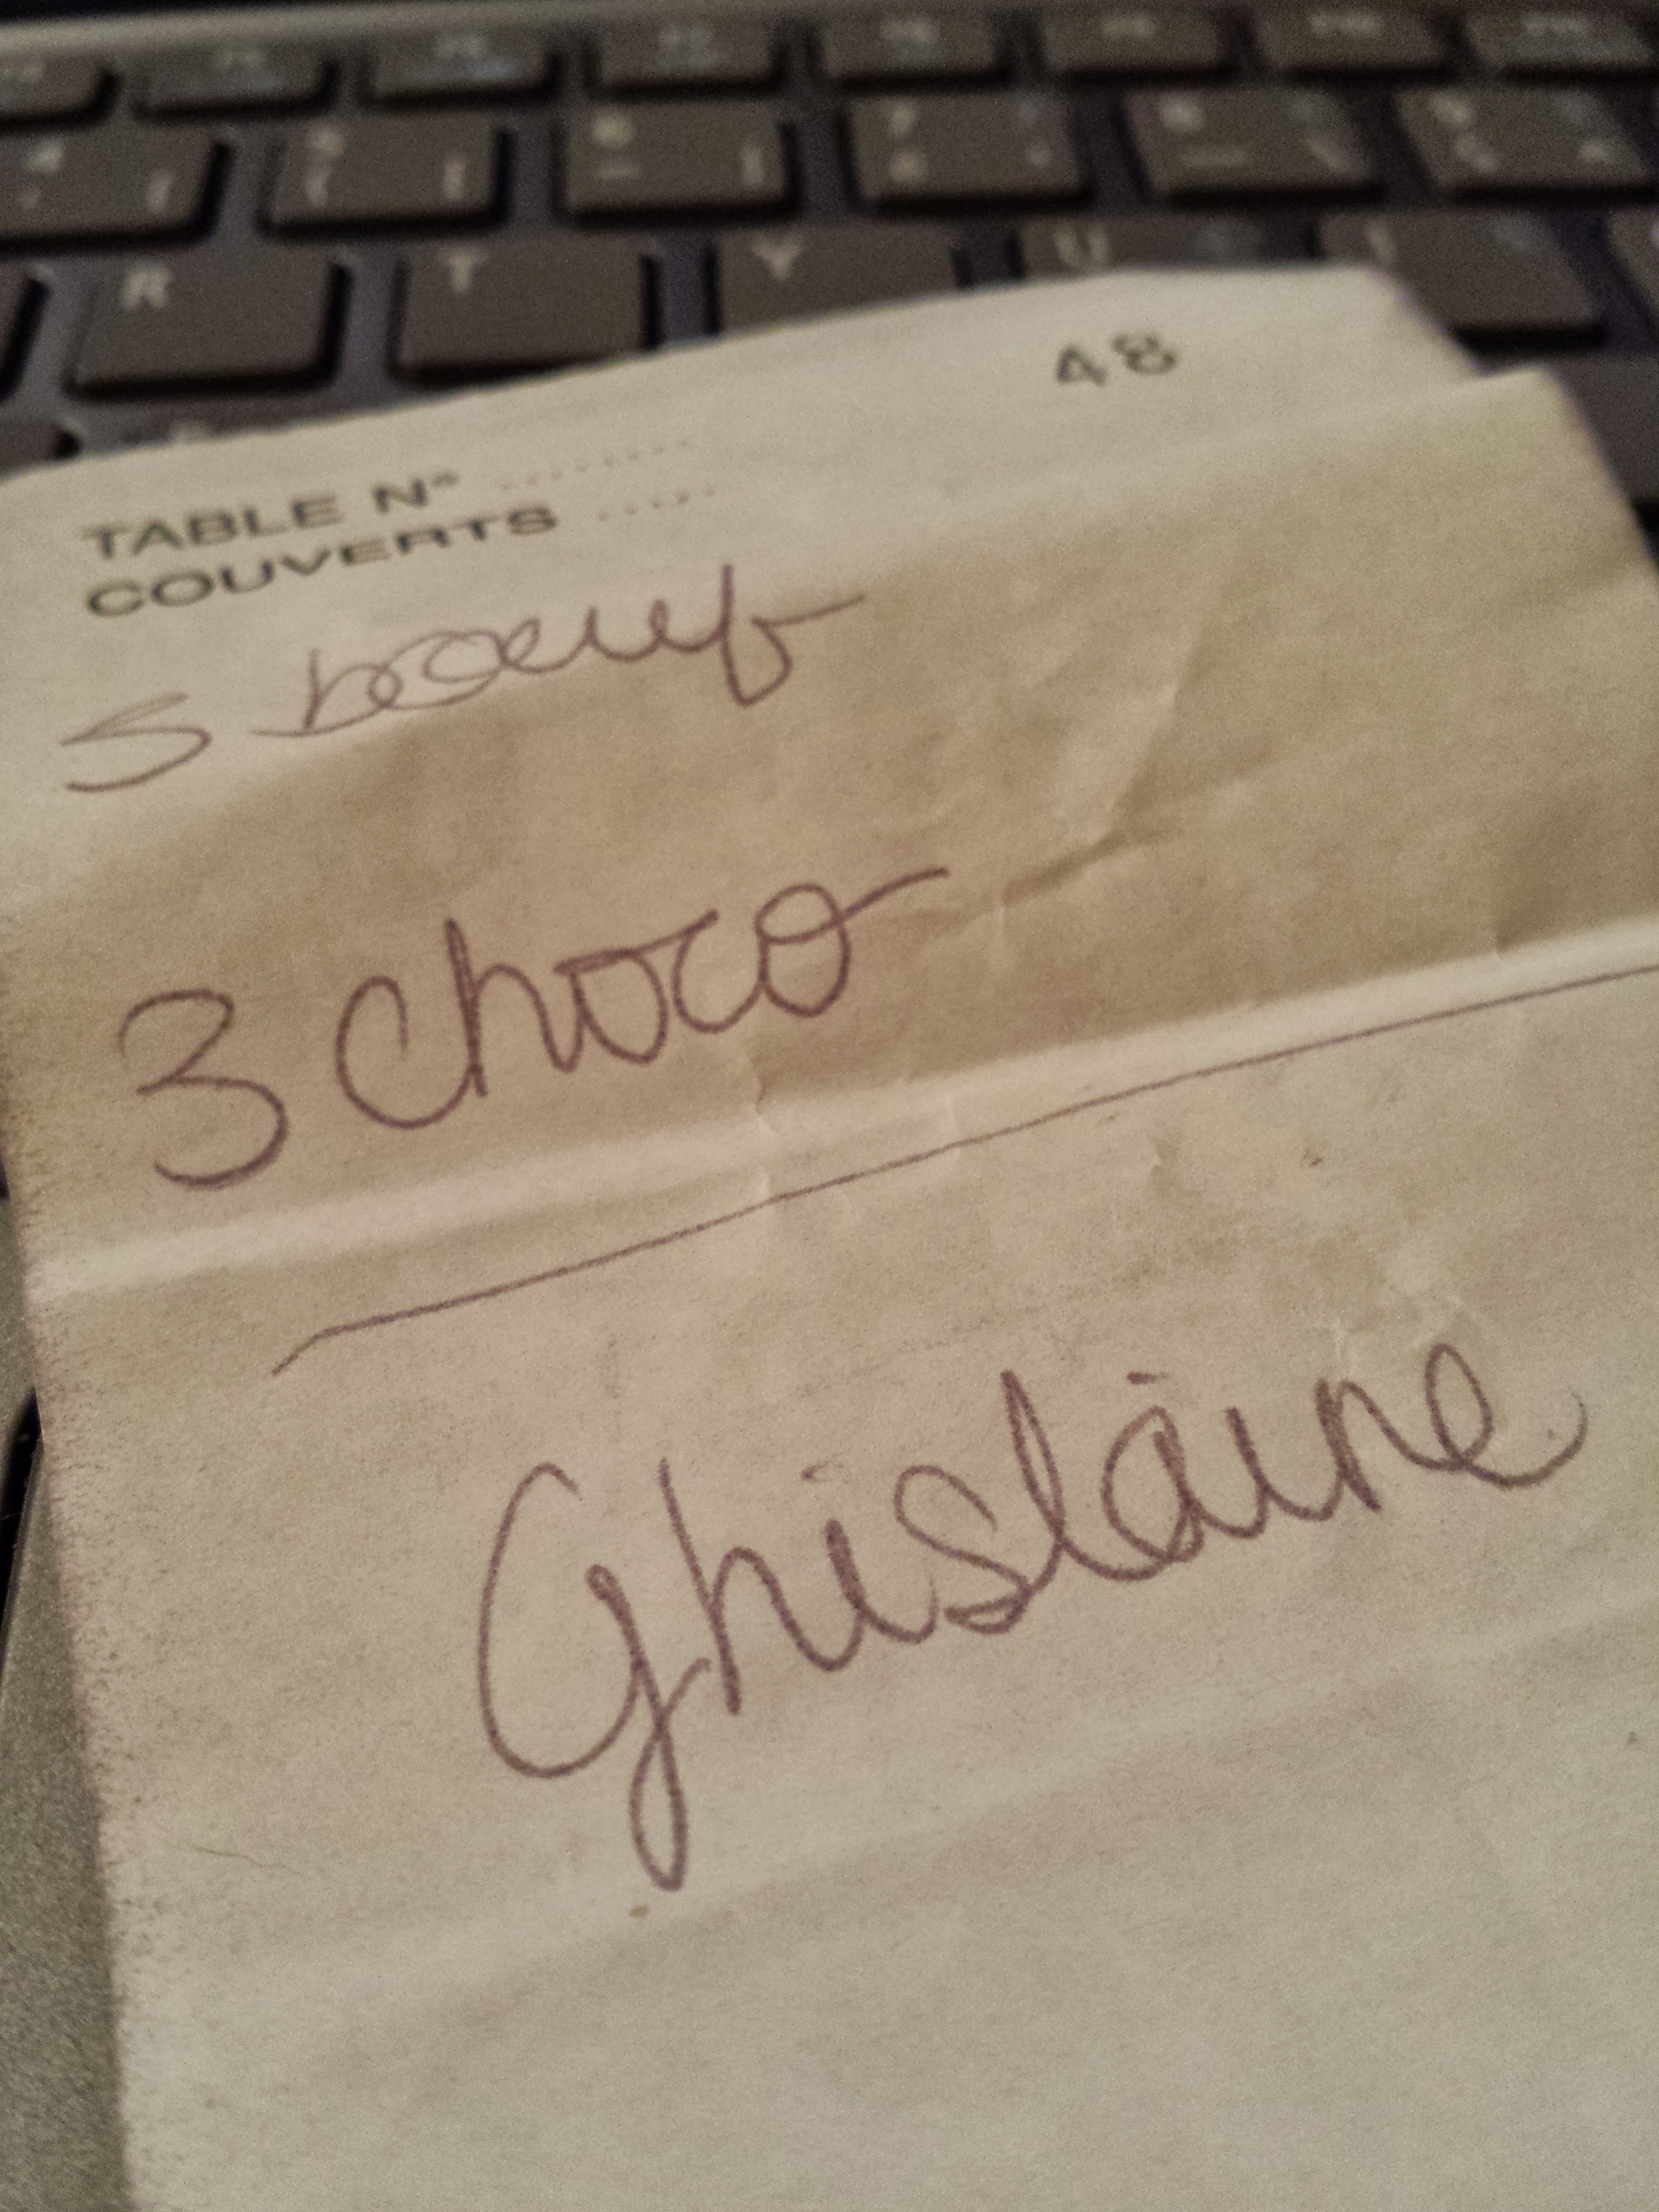 R T Y U I
48
TABLE N° ........
COUVERTS .....
5 boeuf
3 choco
Ghislaine